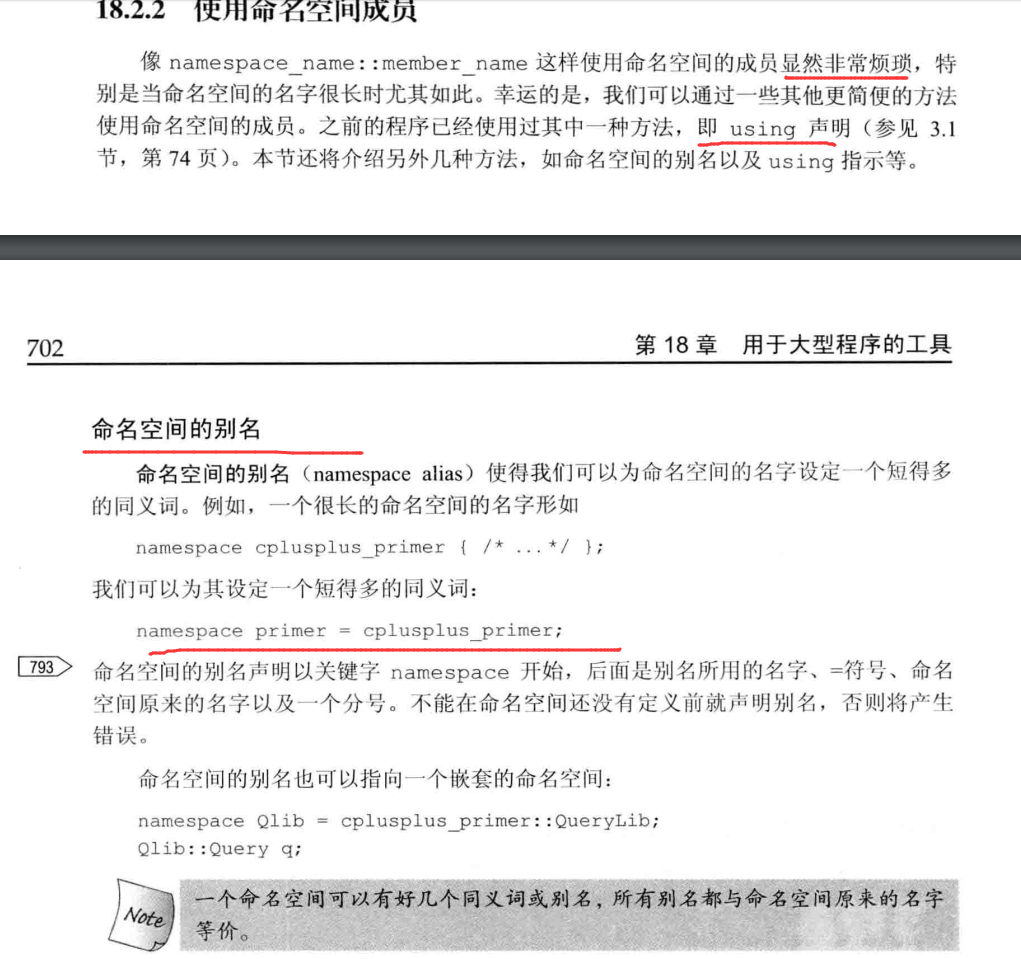 18.2.2 使用命名空间成员
像 namespace_name::member_name 这样使用命名空间的成员显然非常烦琐，特
别是当命名空间的名字很长时尤其如此。幸运的是，我们可以通过一些其他更简便的方法
使用命名空间的成员。之前的程序已经使用过其中一种方法，即 using 声明（参见 3.1
节，第 74 页）。本节还将介绍另外几种方法，如命名空间的别名以及 using 指示等。
702 第 18 章 用于大型程序的工具
命名空间的别名
命名空间的别名（namespace alias）使得我们可以为命名空间的名字设定一个短得多
的同义词。例如，一个很长的命名空间的名字形如
namespace cplusplus_primer { /* ...*/ };
我们可以为其设定一个短得多的同义词：
namespace primer = cplusplus_primer;
793 命名空间的别名声明以关键字 namespace 开始，后面是别名所用的名字、=符号、命名
空间原来的名字以及一个分号。不能在命名空间还没有定义前就声明别名，否则将产生
错误。
命名空间的别名也可以指向一个嵌套的命名空间：
namespace Qlib = cplusplus_primer::QueryLib;
Qlib::Query q;
Note 一个命名空间可以有好几个同义词或别名，所有别名都与命名空间原来的名字
等价。